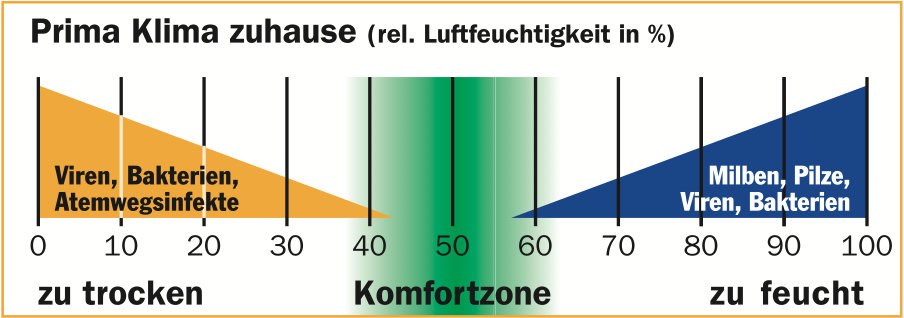 Prima Klima zuhause (rel. Luftfeuchtigkeit in %)
Viren, Bakterien,
Atemwegsinfekte
Milben, Pilze,
Viren, Bakterien
0 10 20 30 40 50 60 70 80 90 100
zu trocken Komfortzone zu feucht